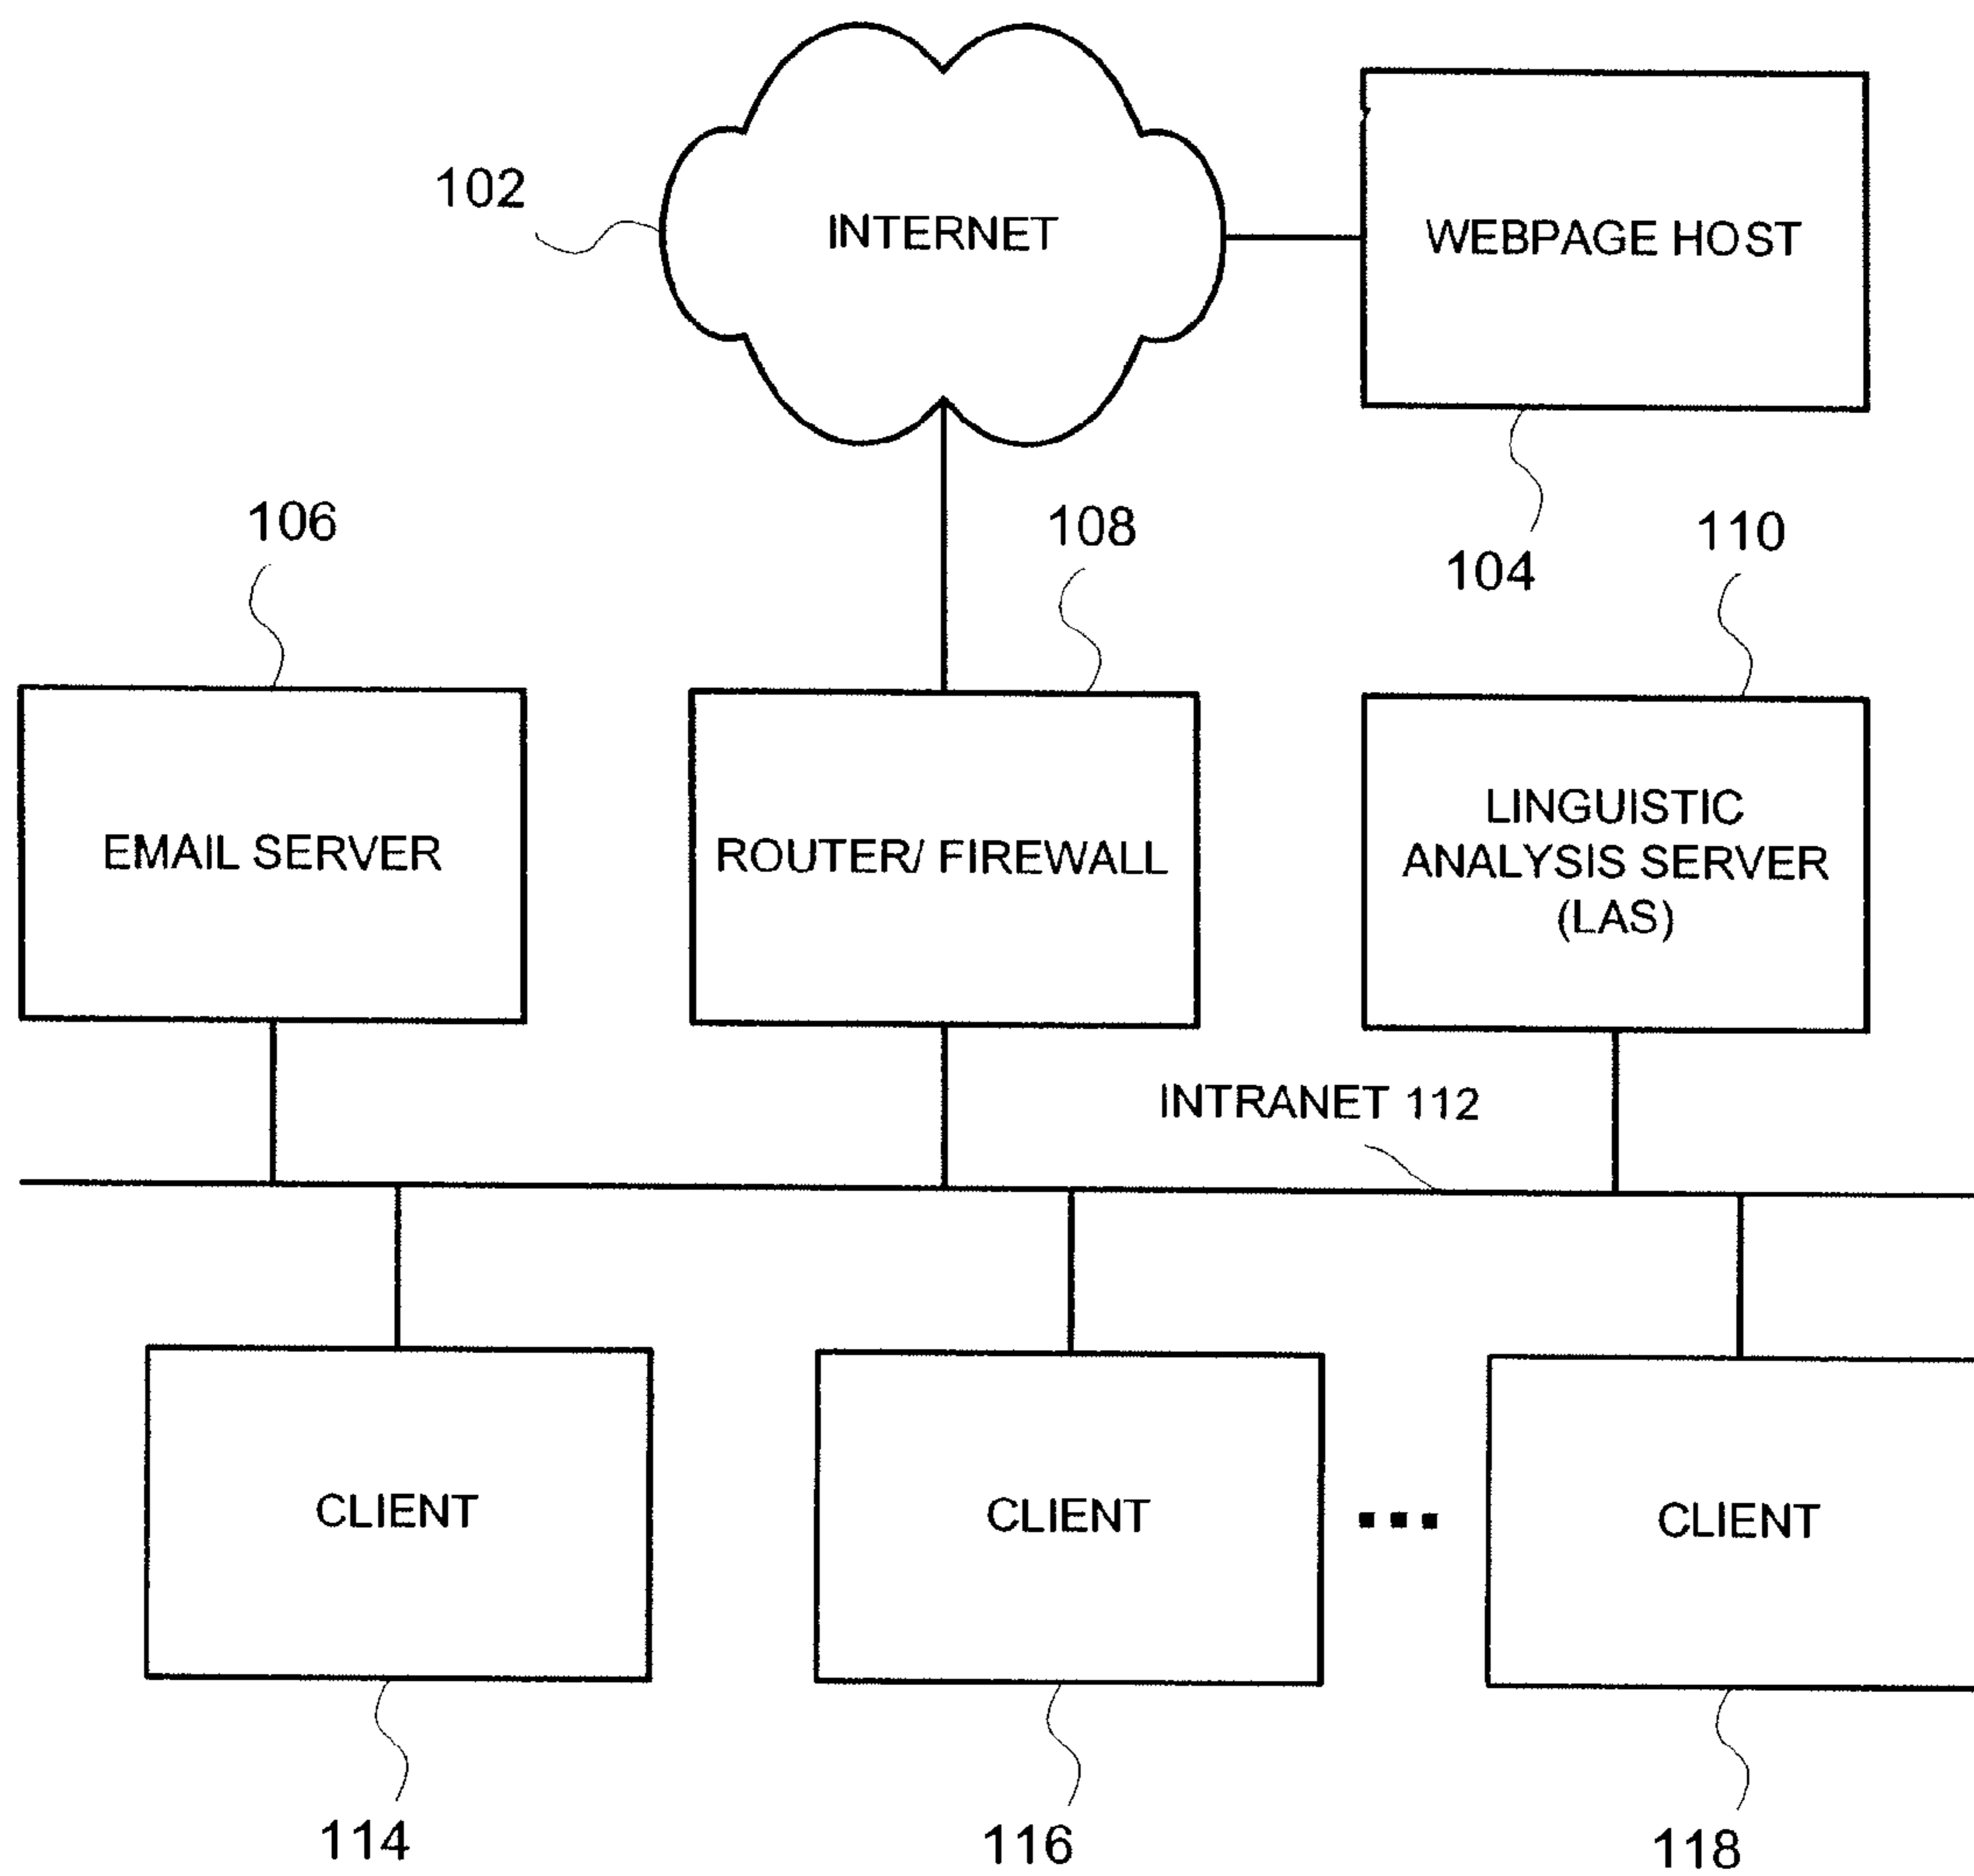 102
INTERNET
WEBPAGE HOST
104
106
108
110
EMAIL SERVER
ROUTER/ FIREWALL
LINGUISTIC
ANALYSIS SERVER
(LAS)
INTRANET 112
CLIENT
CLIENT
CLIENT
114
116
118